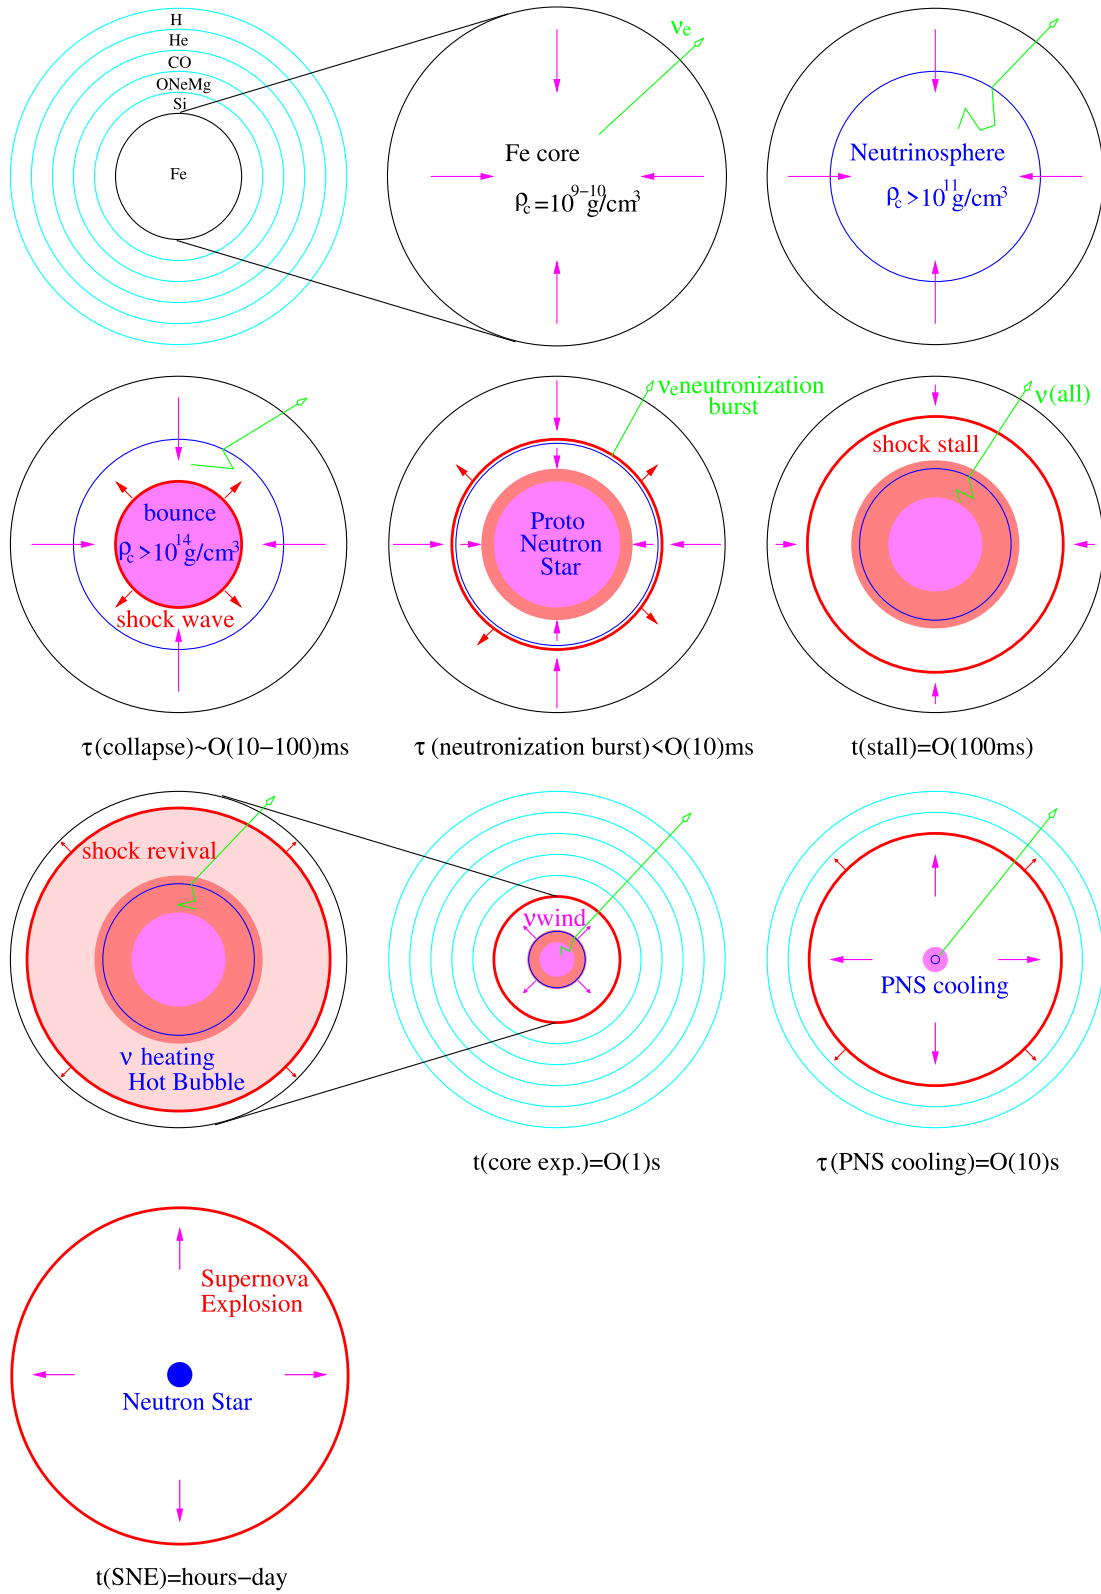 H
He
CO
ONeMg
Si
Fe
νe
Fe core
ρc=10^9−10 g/cm^3
Neutrinosphere
ρc>10^11 g/cm^3
bounce
ρc>10^14 g/cm^3
shock wave
τ(collapse)~O(10−100)ms
νe neutronization
burst
Proto
Neutron
Star
τ (neutronization burst)<O(10)ms
ν(all)
shock stall
t(stall)=O(100ms)
shock revival
ν heating
Hot Bubble
νwind
t(core exp.)=O(1)s
PNS cooling
τ(PNS cooling)=O(10)s
Supernova
Explosion
Neutron Star
t(SNE)=hours−day